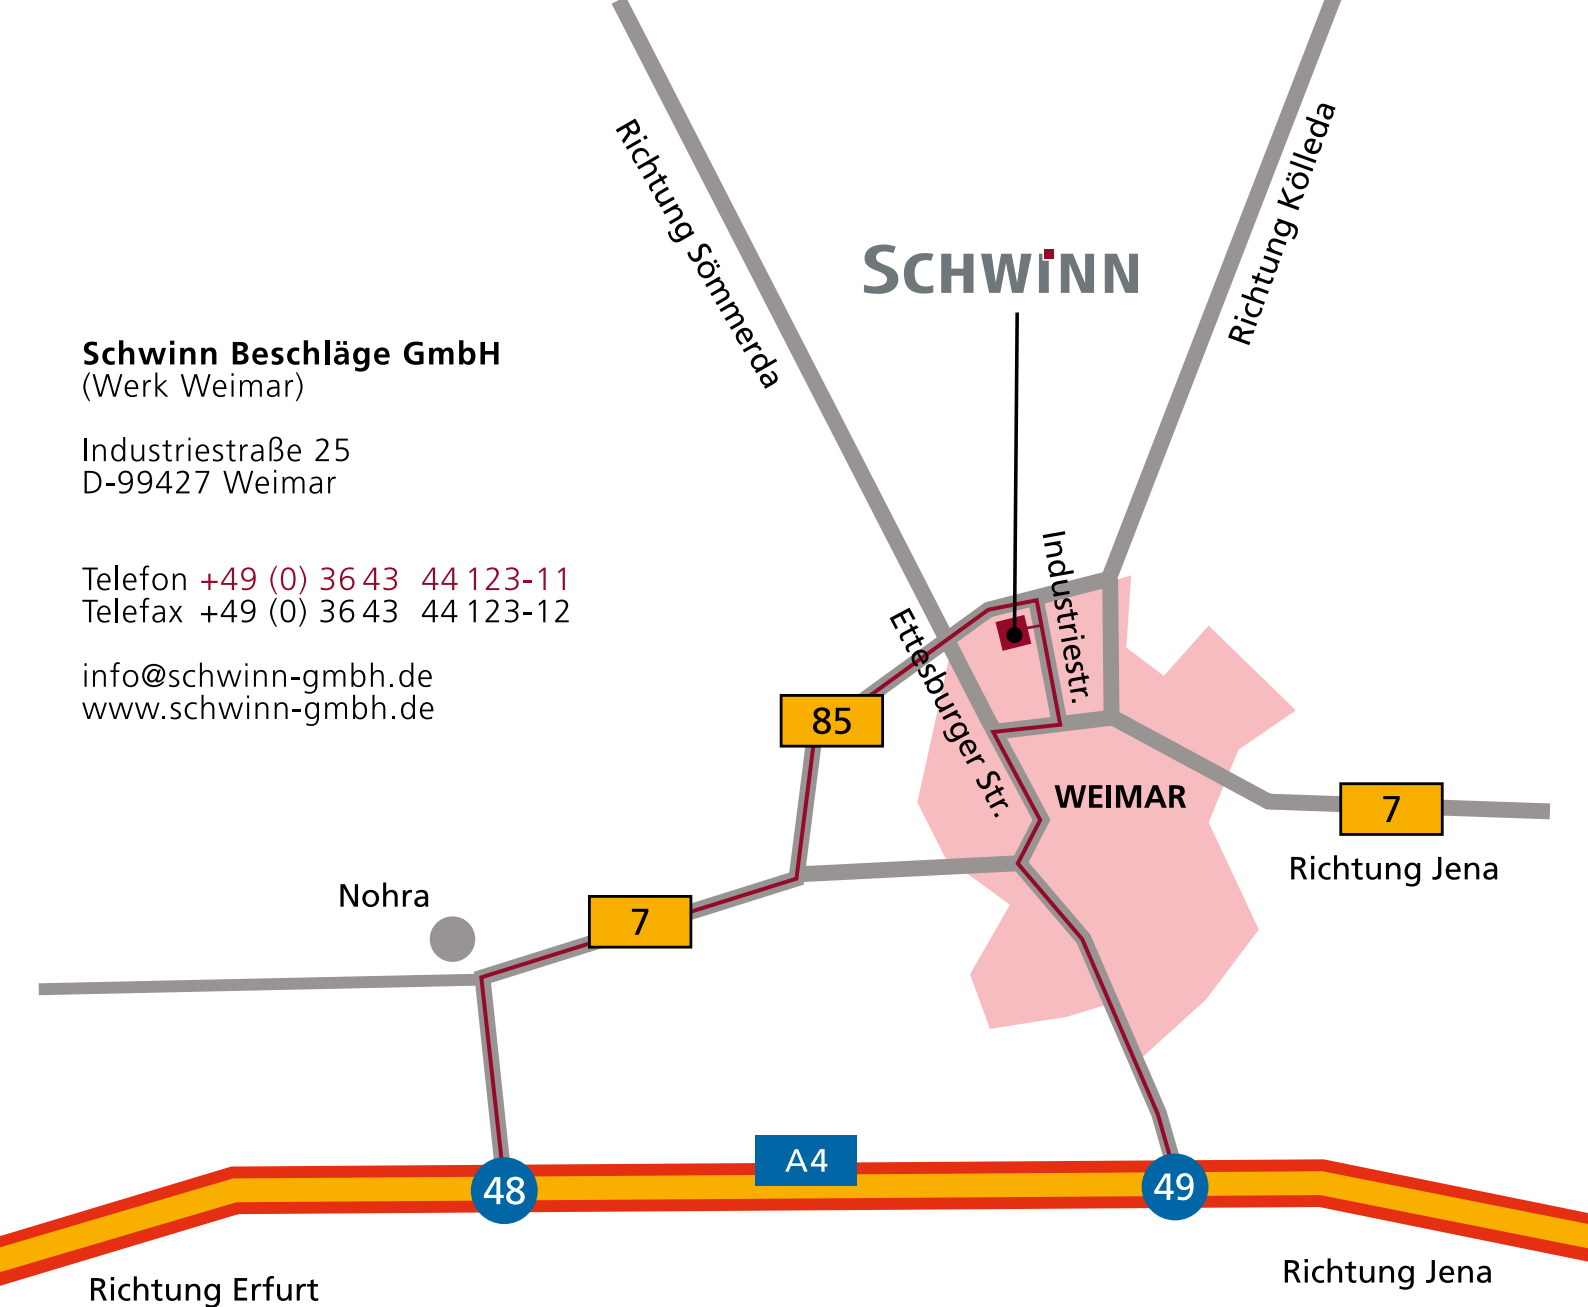 Richtung Sömmerda
Richtung Kölleda
SCHWINN
Schwinn Beschläge GmbH
(Werk Weimar)
Industriestraße 25
D-99427 Weimar
Telefon +49 (0) 36 43 44 123-11
Telefax +49 (0) 36 43 44 123-12
info@schwinn-gmbh.de
www.schwinn-gmbh.de
Industriestr.
Ettesburger Str.
85
WEIMAR
7
Richtung Jena
Nohra
7
A4
48
49
Richtung Erfurt
Richtung Jena